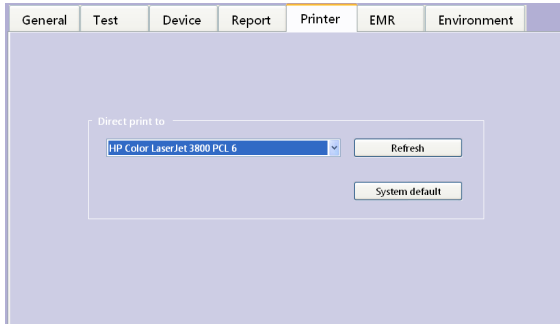 General Test Device Report Printer EMR Environment
Direct print to
HP Color LaserJet 3800 PCL 6 Refresh
System default